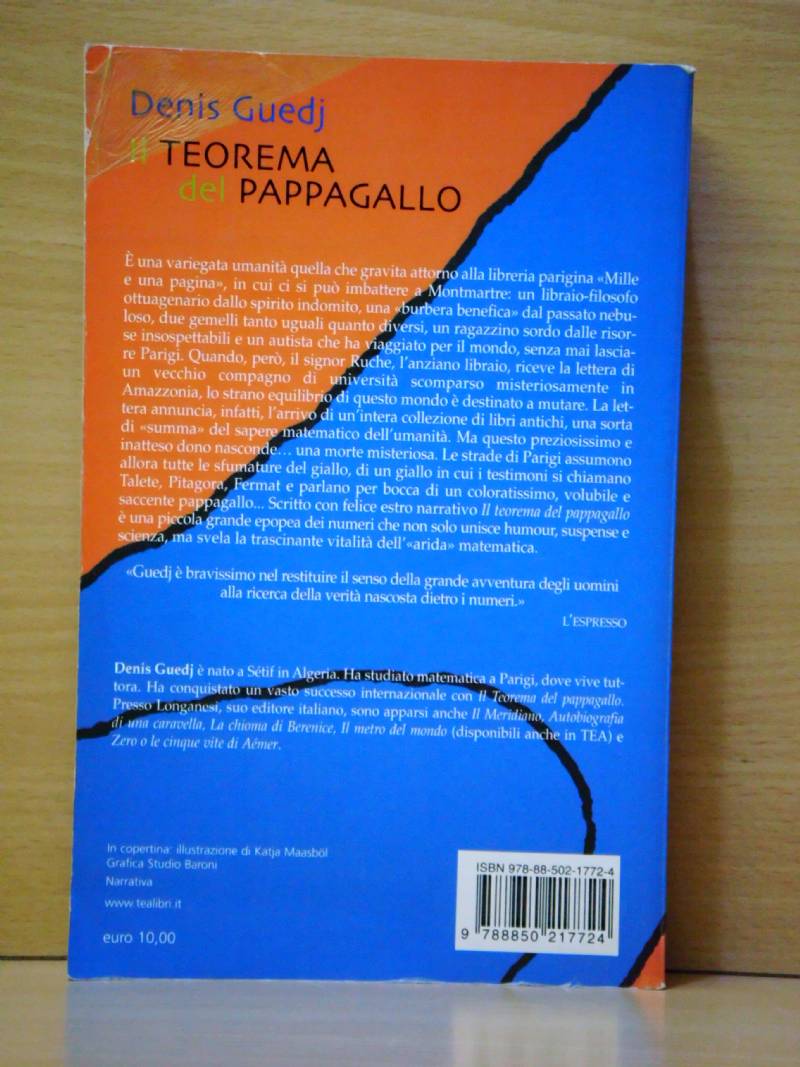 Denis Guedj
Il TEOREMA
del PAPPAGALLO
È una variegata umanità quella che gravita attorno alla libreria parigina «Mille
e una pagina», in cui ci si può imbattere a Montmartre: un libraio-filosofo
ottuagenario dallo spirito indomito, una «burbera benefica» dal passato nebu-
loso, due gemelli tanto uguali quanto diversi, un ragazzino sordo dalle risor-
se insospettabili e un autista che ha viaggiato per il mondo, senza mai lascia-
re Parigi. Quando, però, il signor Ruche, l'anziano libraio, riceve la lettera di
un vecchio compagno di università scomparso misteriosamente in
Amazzonia, lo strano equilibrio di questo mondo è destinato a mutare. La let-
tera annuncia, infatti, l'arrivo di un'intera collezione di libri antichi, una sorta
di «summa» del sapere matematico dell'umanità. Ma questo preziosissimo e
inatteso dono nasconde… una morte misteriosa. Le strade di Parigi assumono
allora tutte le sfumature del giallo, di un giallo in cui i testimoni si chiamano
Talete, Pitagora, Fermat e parlano per bocca di un coloratissimo, volubile e
saccente pappagallo... Scritto con felice estro narrativo Il teorema del pappagallo
è una piccola grande epopea dei numeri che non solo unisce humour, suspense e
scienza, ma svela la trascinante vitalità dell'«arida» matematica.
«Guedj è bravissimo nel restituire il senso della grande avventura degli uomini
alla ricerca della verità nascosta dietro i numeri.»
L'ESPRESSO
Denis Guedj è nato a Sétif in Algeria. Ha studiato matematica a Parigi, dove vive tut-
tora. Ha conquistato un vasto successo internazionale con Il Teorema del pappagallo.
Presso Longanesi, suo editore italiano, sono apparsi anche Il Meridiano, Autobiografia
di una caravella, La chioma di Berenice, Il metro del mondo (disponibili anche in TEA) e
Zero o le cinque vite di Aémer.
In copertina: illustrazione di Katja Maasböl
Grafica Studio Baroni
Narrativa
www.tealibri.it
euro 10,00
ISBN 978-88-502-1772-4
9 788850 217724